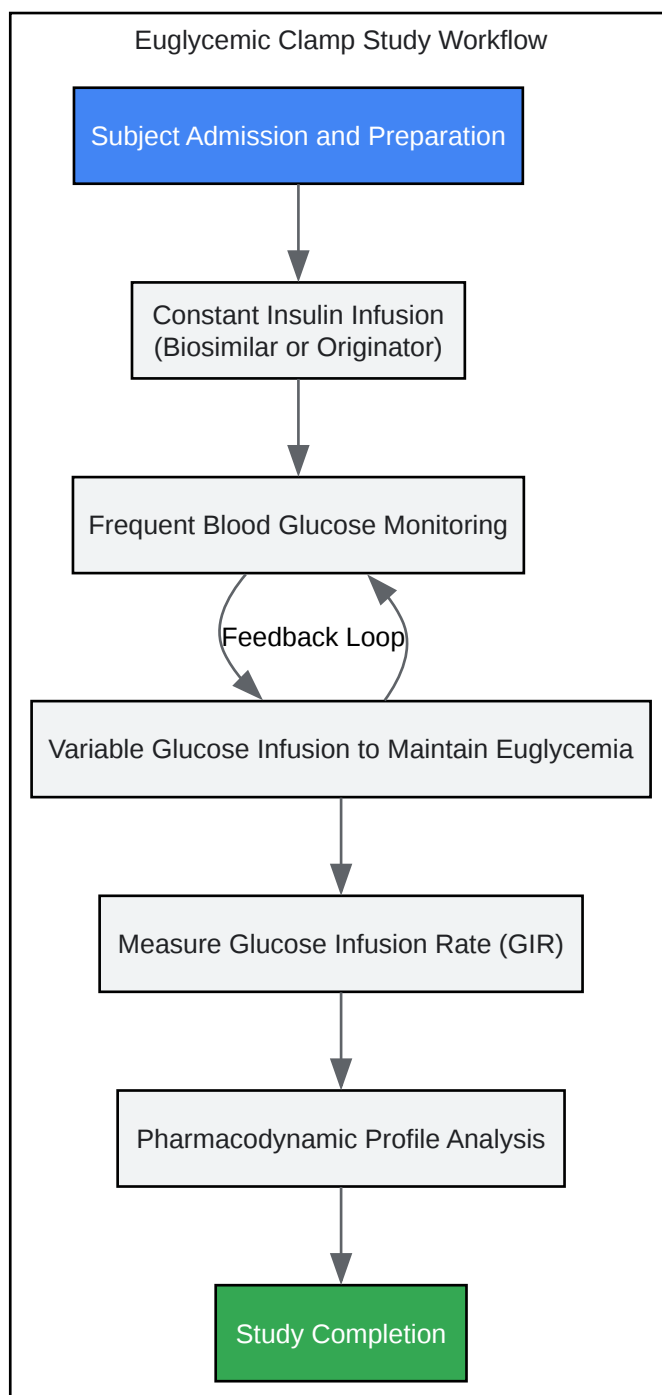 Euglycemic Clamp Study Workflow
Subject Admission and Preparation
Constant Insulin Infusion
(Biosimilar or Originator)
Frequent Blood Glucose Monitoring
Feedback Loop
Variable Glucose Infusion to Maintain Euglycemia
Measure Glucose Infusion Rate (GIR)
Pharmacodynamic Profile Analysis
Study Completion